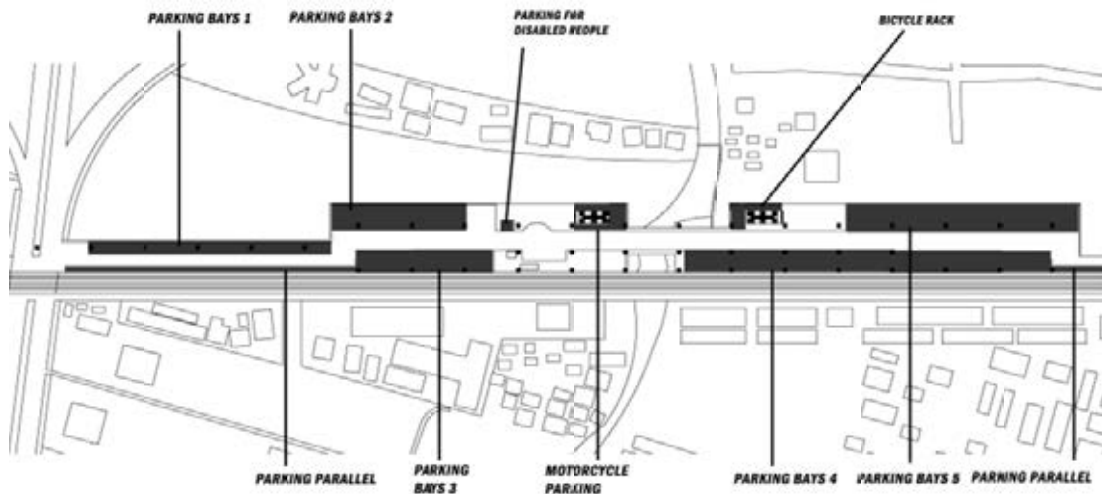 PARKING BAYS 1
PARKING BAYS 2
PARKING FOR
DISABLED PEOPLE
BICYCLE RACK
PARKING PARALLEL
PARKING
BAYS 3
MOTORCYCLE
PARKING
PARKING BAYS 4
PARKING BAYS 5
PARKING PARALLEL